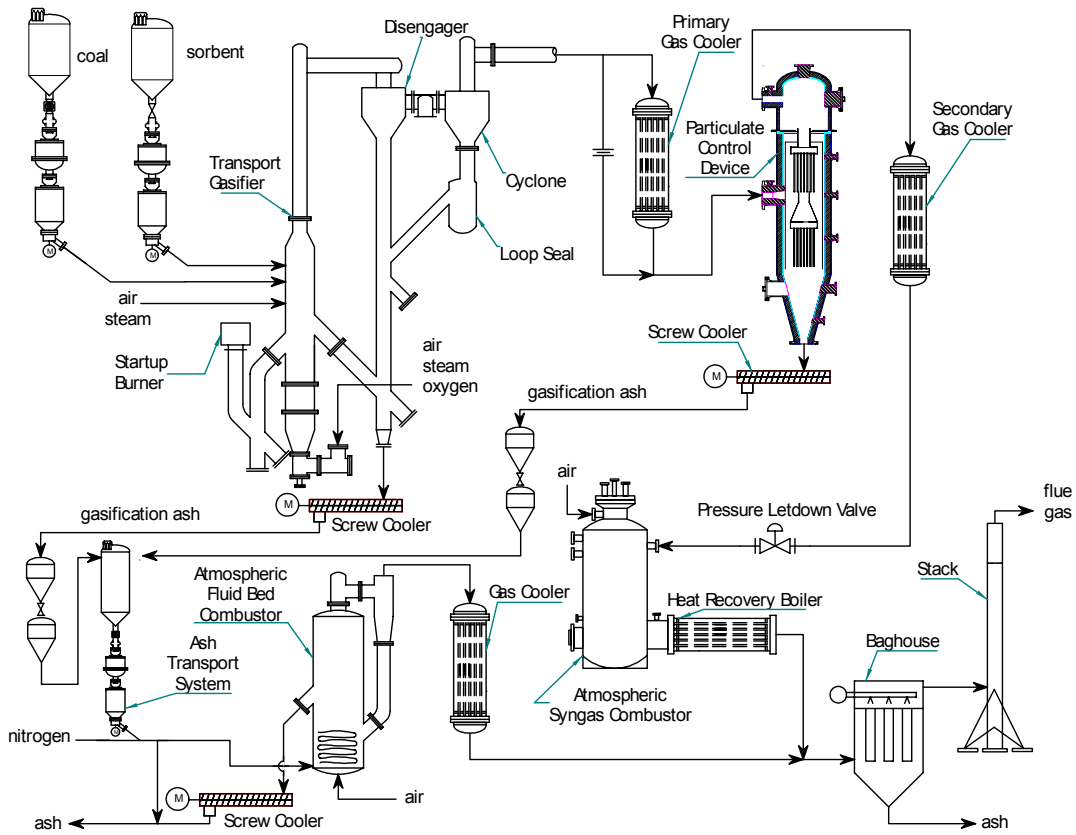 coal
sorbent
Disengager
Primary
Gas Cooler
Particulate
Control
Device
Secondary
Gas Cooler
Transport
Gasifier
Cyclone
Loop Seal
M
M
air
steam
Startup
Burner
air
steam
oxygen
Screw Cooler
M
gasification ash
M
Screw Cooler
gasification ash
air
Pressure Letdown Valve
flue
gas
Stack
Atmospheric
Fluid Bed
Combustor
Gas Cooler
Heat Recovery Boiler
Baghouse
Ash
Transport
System
Atmospheric
Syngas Combustor
M
nitrogen
M
Screw Cooler
air
ash
ash